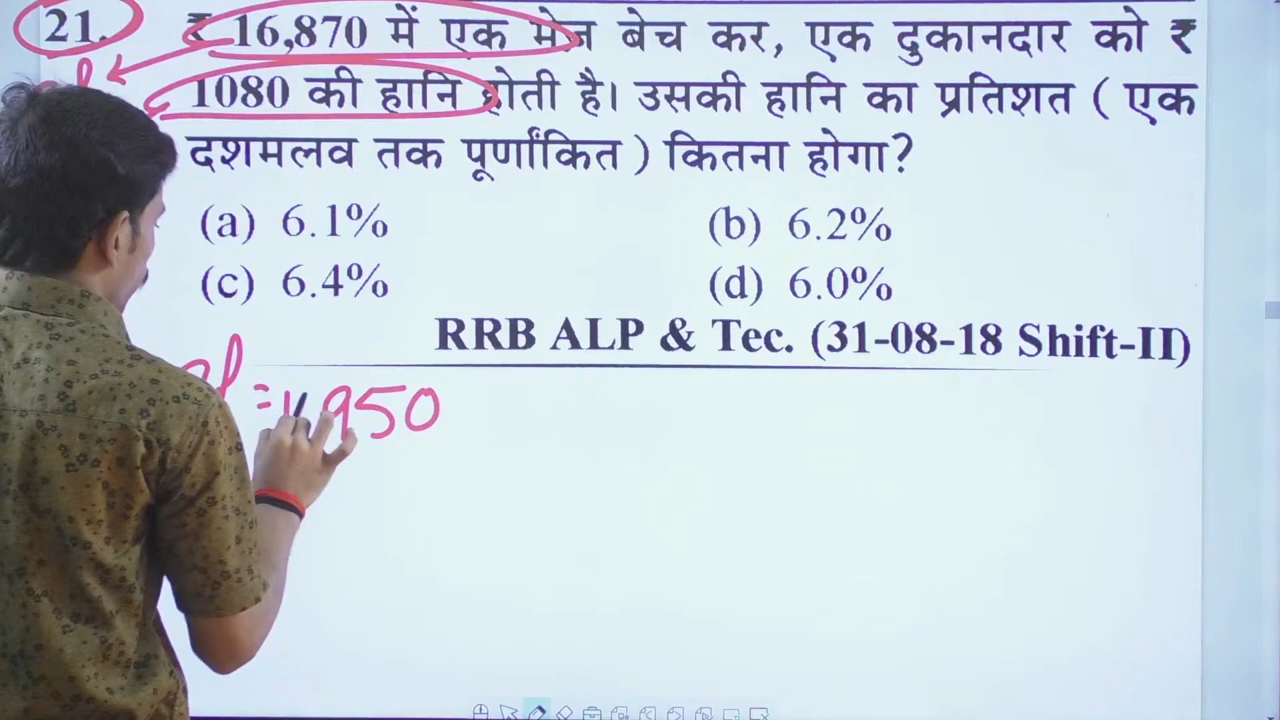 21. ₹ 16,870 में एक मेज बेच कर, एक दुकानदार को ₹
1080 की हानि होती है। उसकी हानि का प्रतिशत ( एक
दशमलव तक पूर्णांकित ) कितना होगा?
(a) 6.1% (b) 6.2%
(c) 6.4% (d) 6.0%
RRB ALP & Tec. (31-08-18 Shift-II)